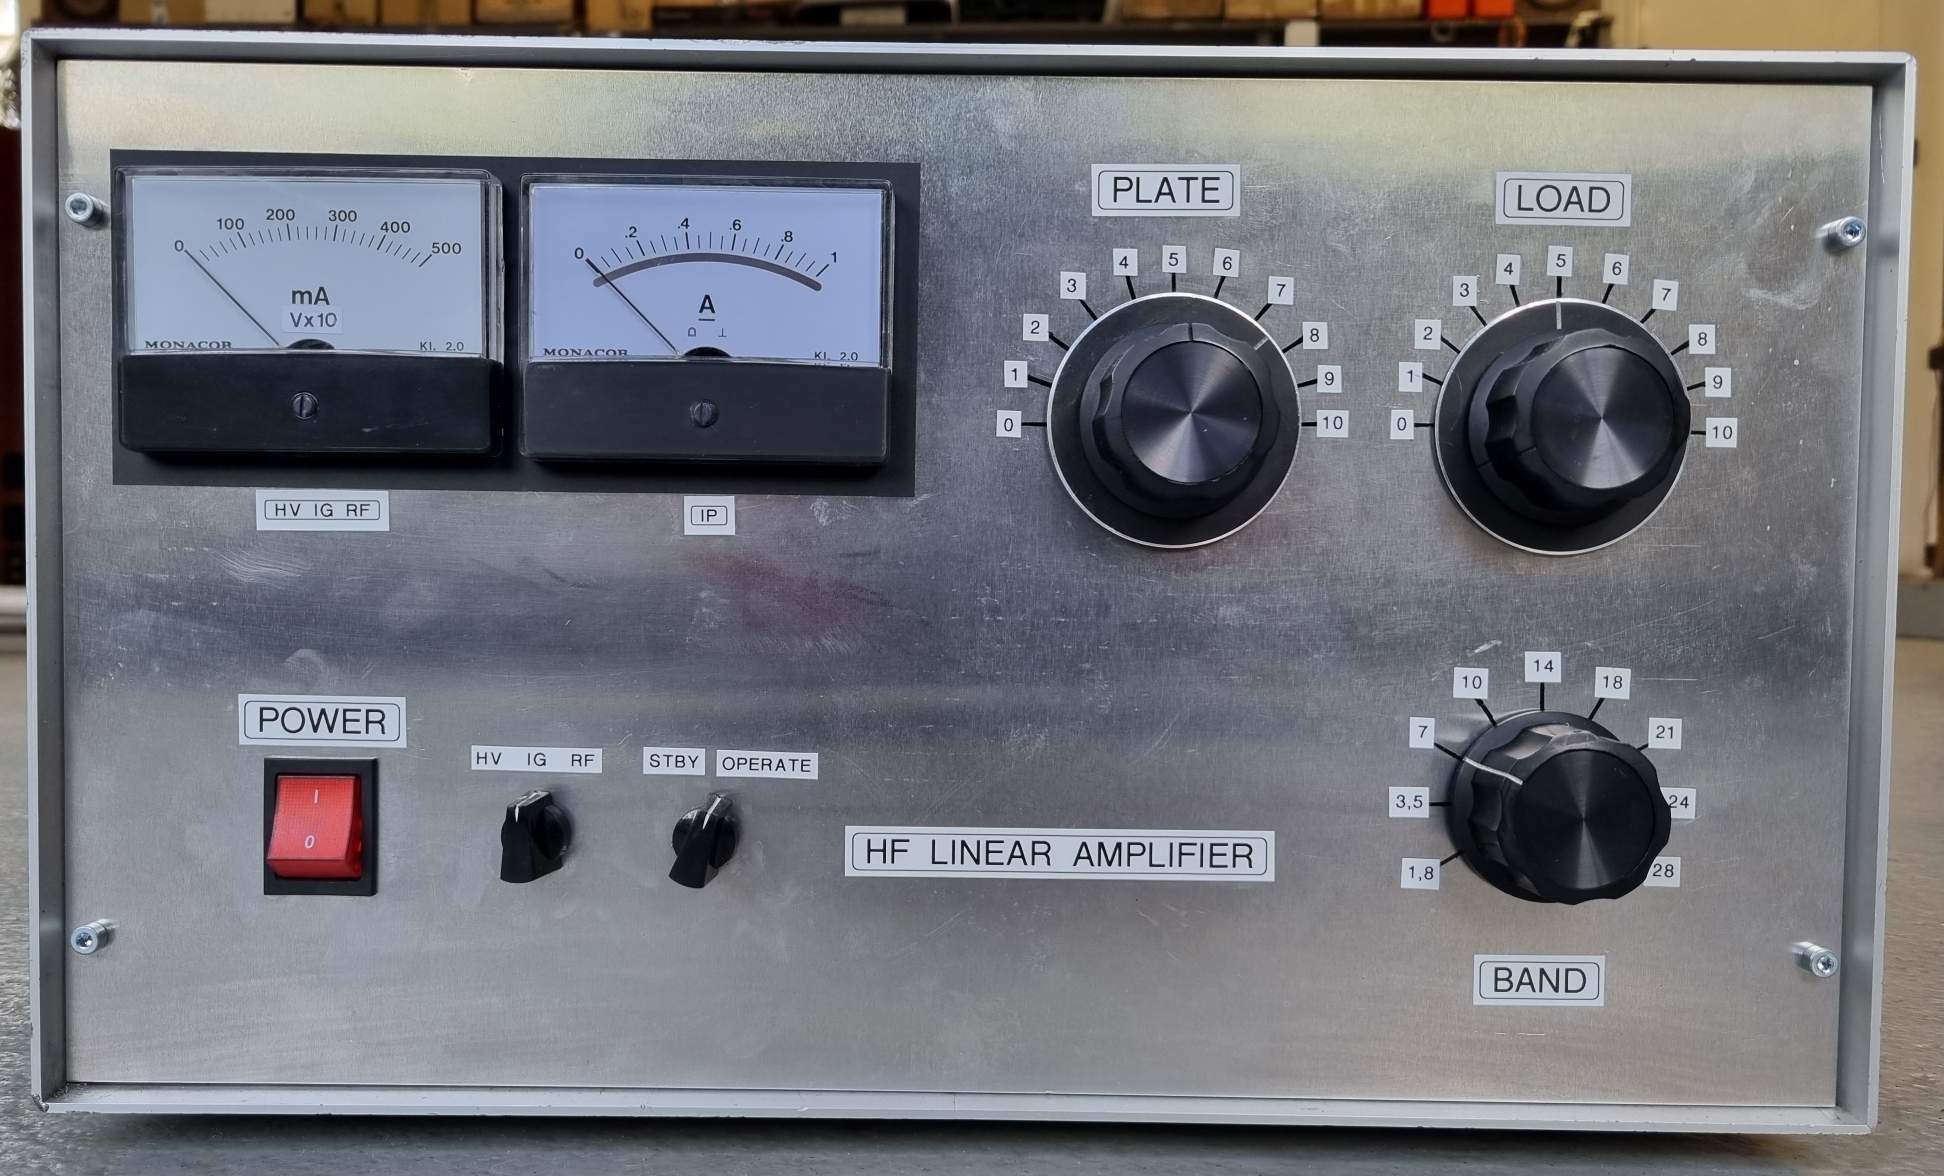 0 100 200 300 400 500
mA
Vx10
MONACOR Kl. 2.0
0 .2 .4 .6 .8 1
A
MONACOR Kl. 2.0
HV IG RF
IP
PLATE
0 1 2 3 4 5 6 7 8 9 10
LOAD
0 1 2 3 4 5 6 7 8 9 10
POWER
I
0
HV IG RF
STBY OPERATE
HF LINEAR AMPLIFIER
1,8 3,5 7 10 14 18 21 24 28
BAND